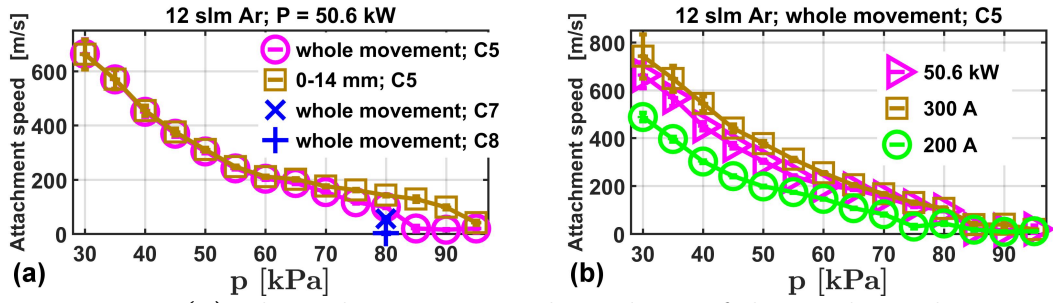 12 slm Ar; P = 50.6 kW
Attachment speed [m/s]
600
400
200
0
whole movement; C5
0-14 mm; C5
whole movement; C7
whole movement; C8
30 40 50 60 70 80 90
p [kPa]
(a)
12 slm Ar; whole movement; C5
Attachment speed [m/s]
800
600
400
200
0
50.6 kW
300 A
200 A
30 40 50 60 70 80 90
p [kPa]
(b)